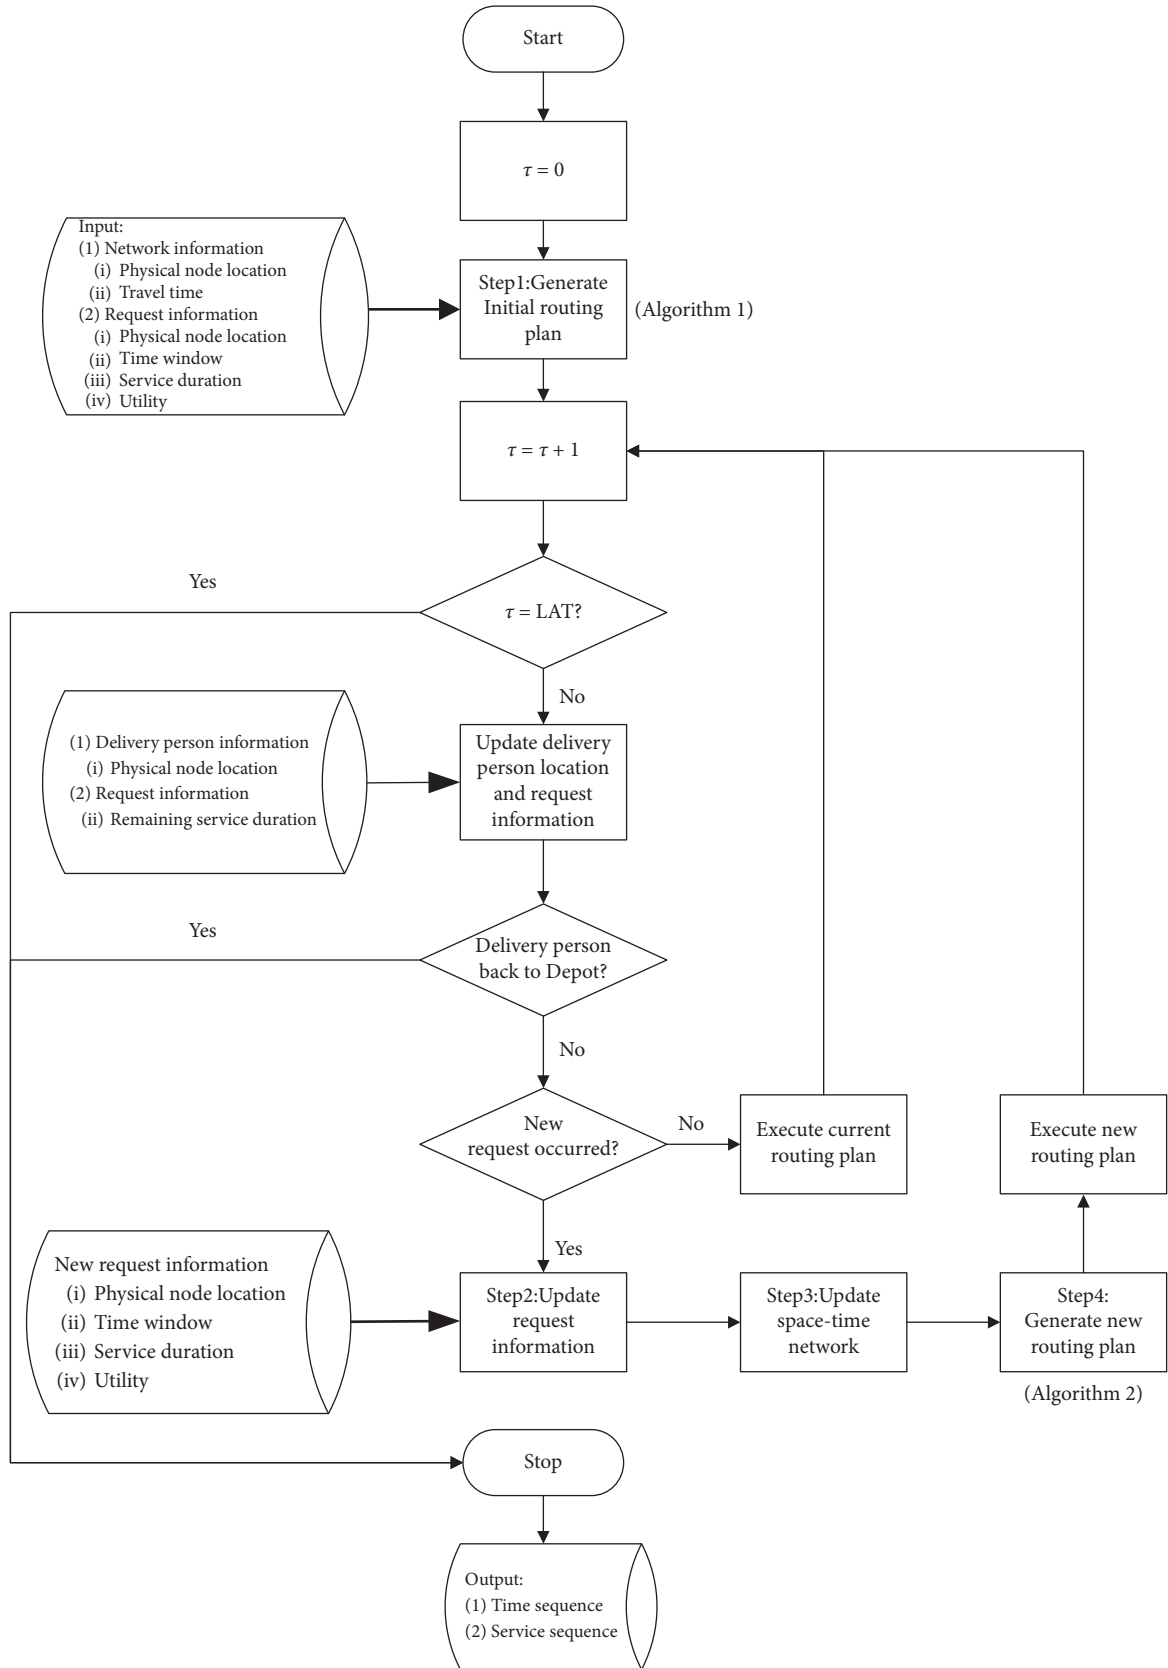 Start
τ = 0
Input:
(1) Network information
(i) Physical node location
(ii) Travel time
(2) Request information
(i) Physical node location
(ii) Time window
(iii) Service duration
(iv) Utility
Step1:Generate
Initial routing
plan
(Algorithm 1)
τ = τ + 1
Yes
τ = LAT?
No
(1) Delivery person information
(i) Physical node location
(2) Request information
(ii) Remaining service duration
Update delivery
person location
and request
information
Yes
Delivery person
back to Depot?
No
New
request occurred?
No
Execute current
routing plan
Execute new
routing plan
Yes
New request information
(i) Physical node location
(ii) Time window
(iii) Service duration
(iv) Utility
Step2:Update
request
information
Step3:Update
space-time
network
Step4:
Generate new
routing plan
(Algorithm 2)
Stop
Output:
(1) Time sequence
(2) Service sequence